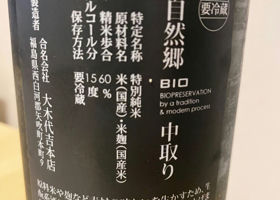 要冷蔵
自然郷
BIO
BIOPRESERVATION
by a tradition
& modern process
中取り
特定名称 特別純米
原材料名 米(国産)・米麹(国産米)
精米歩合 60%
アルコール分 15度
保存方法 要冷蔵
製造者
合名会社 大木代吉本店
福島県西白河郡矢吹町本町9